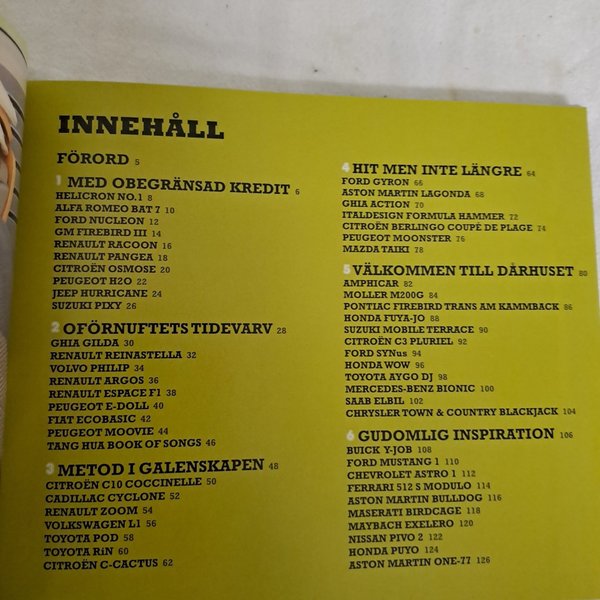 INNEHÅLL
FÖRORD 5
1 MED OBEGRÄNSAD KREDIT 6
HELICRON NO.1 8
ALFA ROMEO BAT 7 10
FORD NUCLEON 12
GM FIREBIRD III 14
RENAULT RACOON 16
RENAULT PANGEA 18
CITROËN OSMOSE 20
PEUGEOT H2O 22
JEEP HURRICANE 24
SUZUKI PIXY 26
2 OFÖRNUFTETS TIDEVARV 28
GHIA GILDA 30
RENAULT REINASTELLA 32
VOLVO PHILIP 34
RENAULT ARGOS 36
RENAULT ESPACE F1 38
PEUGEOT E-DOLL 40
FIAT ECOBASIC 42
PEUGEOT MOOVIE 44
TANG HUA BOOK OF SONGS 46
3 METOD I GALENSKAPEN 48
CITROËN C10 COCCINELLE 50
CADILLAC CYCLONE 52
RENAULT ZOOM 54
VOLKSWAGEN L1 56
TOYOTA POD 58
TOYOTA RiN 60
CITROËN C-CACTUS 62
4 HIT MEN INTE LÄNGRE 64
FORD GYRON 66
ASTON MARTIN LAGONDA 68
GHIA ACTION 70
ITALDESIGN FORMULA HAMMER 72
CITROËN BERLINGO COUPÉ DE PLAGE 74
PEUGEOT MOONSTER 76
MAZDA TAIKI 78
5 VÄLKOMMEN TILL DÅRHUSET 80
AMPHICAR 82
MOLLER M200G 84
PONTIAC FIREBIRD TRANS AM KAMMBACK 86
HONDA FUYA-JO 88
SUZUKI MOBILE TERRACE 90
CITROËN C3 PLURIEL 92
FORD SYNus 94
HONDA WOW 96
TOYOTA AYGO DJ 98
MERCEDES-BENZ BIONIC 100
SAAB ELBIL 102
CHRYSLER TOWN & COUNTRY BLACKJACK 104
6 GUDOMLIG INSPIRATION 106
BUICK Y-JOB 108
FORD MUSTANG 1 110
CHEVROLET ASTRO 1 112
FERRARI 512 S MODULO 114
ASTON MARTIN BULLDOG 116
MASERATI BIRDCAGE 118
MAYBACH EXELERO 120
NISSAN PIVO 2 122
HONDA PUYO 124
ASTON MARTIN ONE-77 126